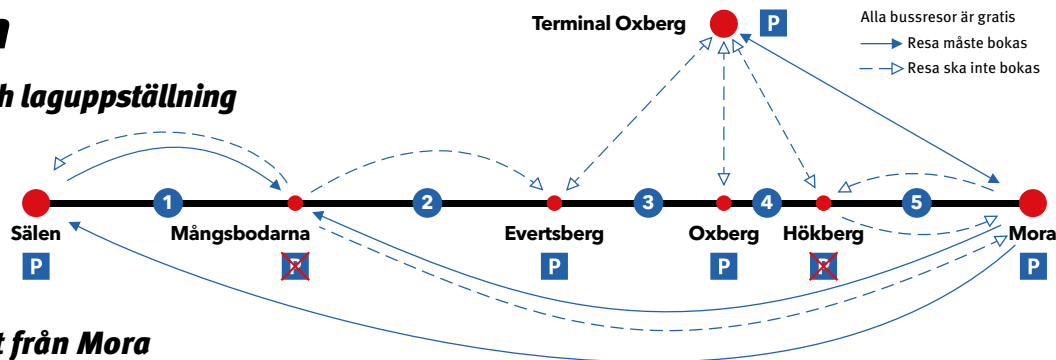 n
h laguppställning
Terminal Oxberg
P
Alla bussresor är gratis
Resa måste bokas
Resa ska inte bokas
1
2
3
4
5
Sälen
Mångsbodarna
Evertsberg
Oxberg
Hökberg
Mora
P
P
P
P
P
P
t från Mora